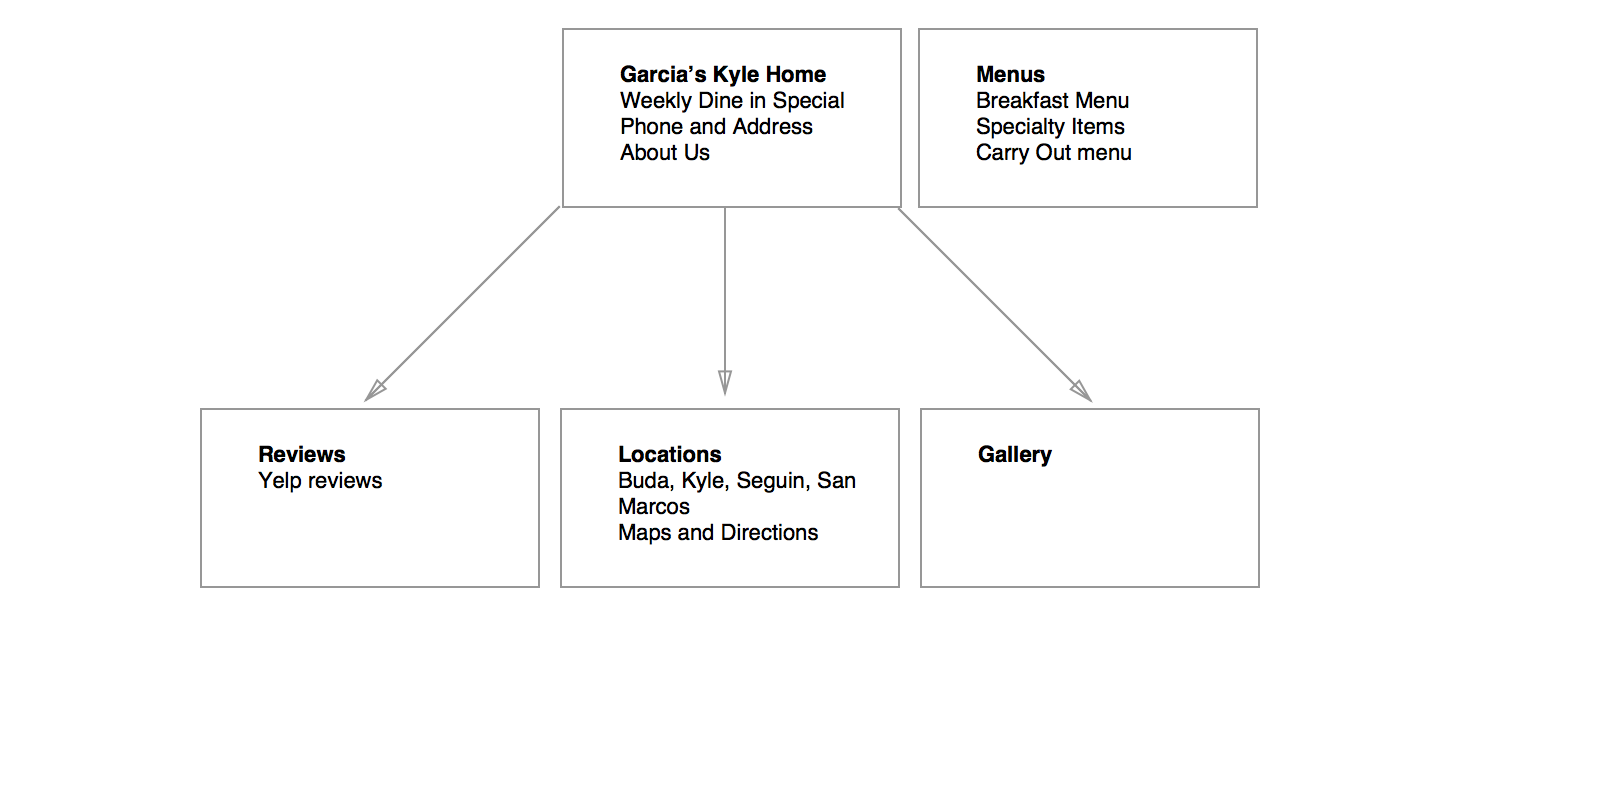 Garcia’s Kyle Home
Weekly Dine in Special
Phone and Address
About Us
Menus
Breakfast Menu
Specialty Items
Carry Out menu
Reviews
Yelp reviews
Locations
Buda, Kyle, Seguin, San
Marcos
Maps and Directions
Gallery